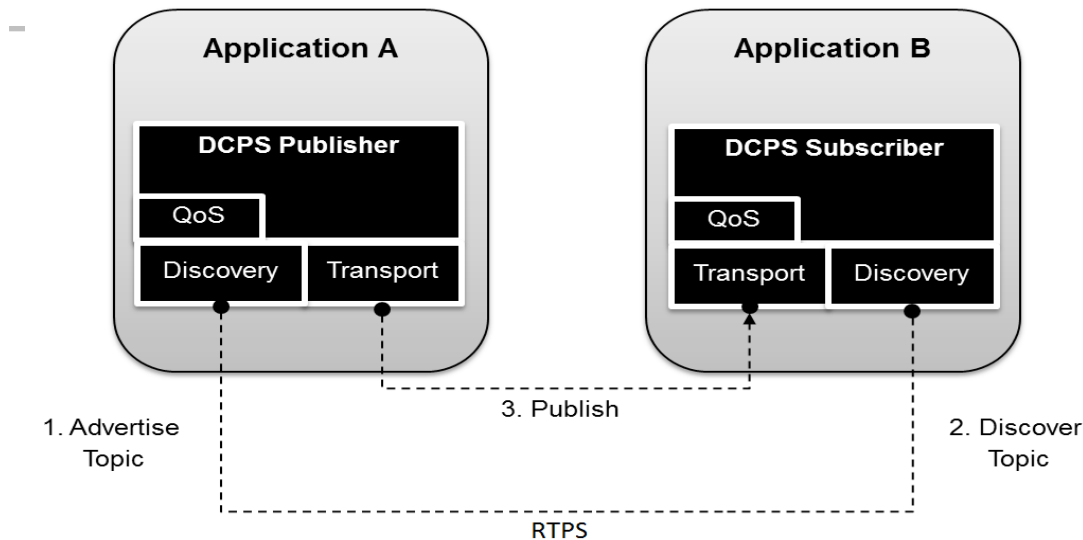 Application A
DCPS Publisher
QoS
Discovery
Transport
Application B
DCPS Subscriber
QoS
Transport
Discovery
3. Publish
1. Advertise
Topic
2. Discover
Topic
RTPS